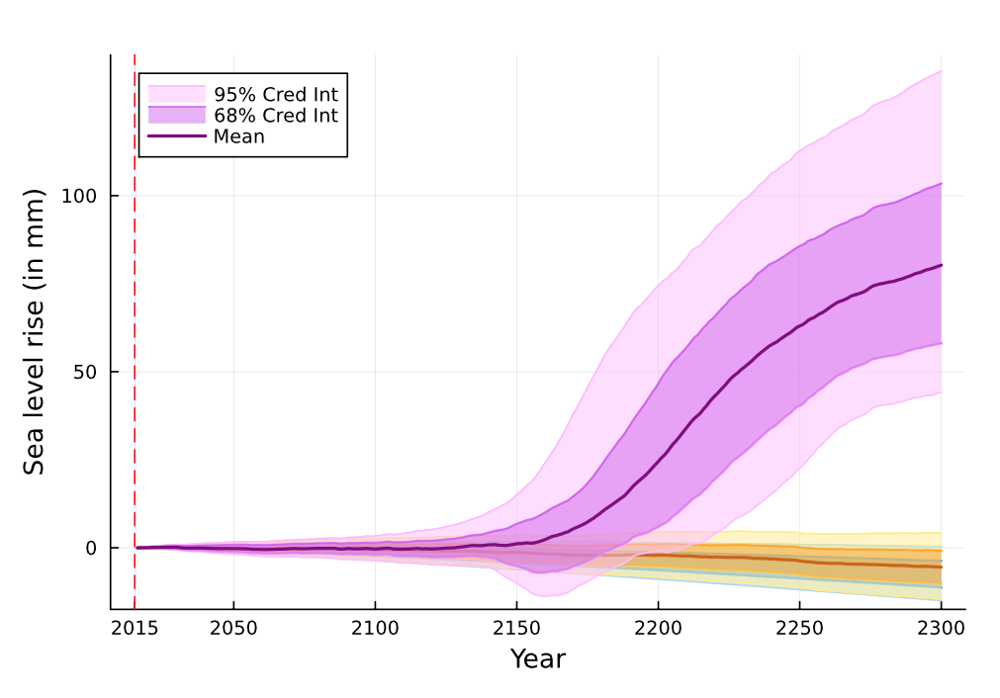 95% Cred Int
68% Cred Int
Mean
Sea level rise (in mm)
100
50
0
2015 2050 2100 2150 2200 2250 2300
Year